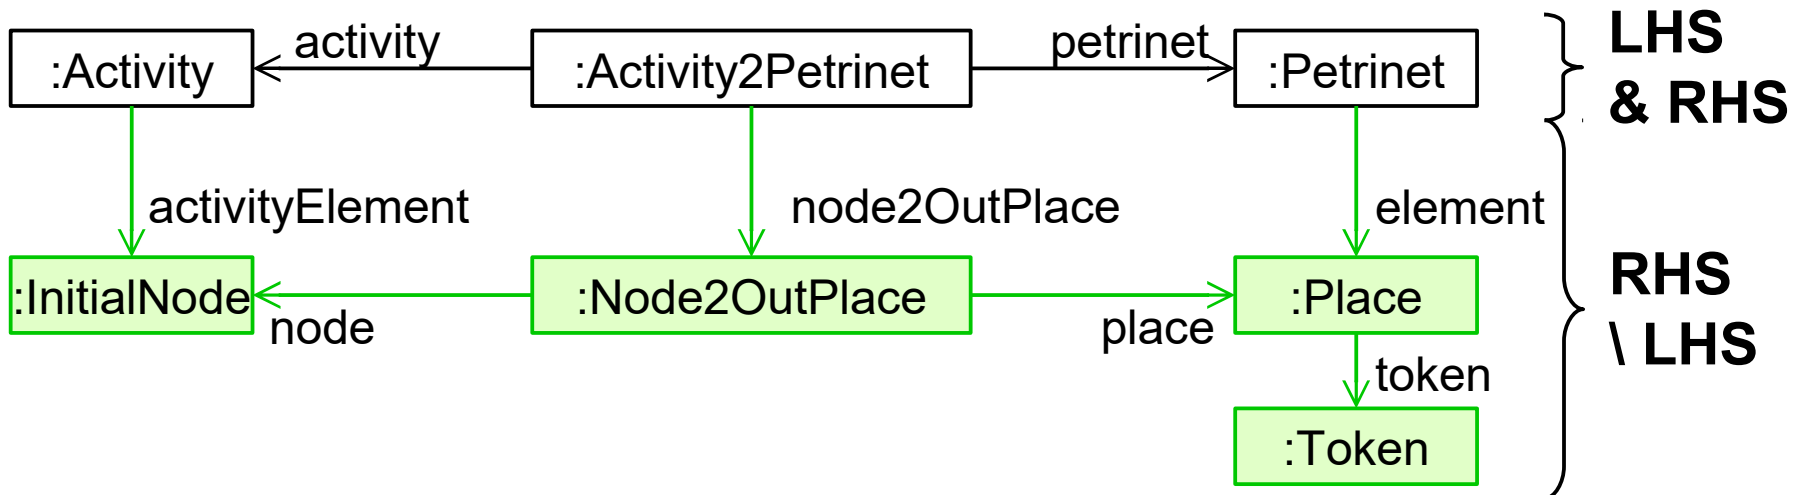 activity
petrinet
:Activity
:Activity2Petrinet
:Petrinet
LHS
& RHS
activityElement
node2OutPlace
element
:InitialNode
:Node2OutPlace
:Place
node
place
token
:Token
RHS
\ LHS